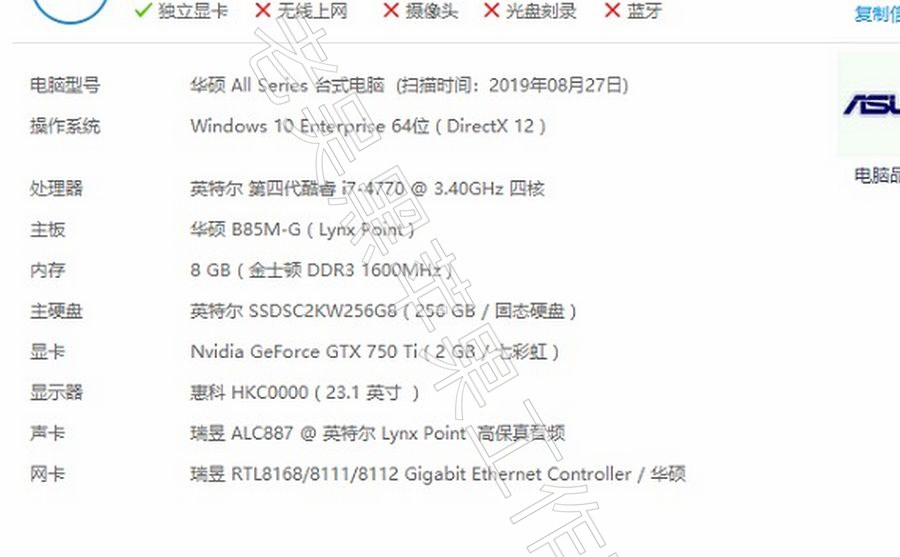 独立显卡 无线上网 摄像头 光盘刻录 蓝牙
复制信
电脑型号 华硕 All Series 台式电脑 (扫描时间：2019年08月27日)
操作系统 Windows 10 Enterprise 64位 ( DirectX 12 )
ASU
电脑品
处理器 英特尔 第四代酷睿 i7-4770 @ 3.40GHz 四核
主板 华硕 B85M-G ( Lynx Point )
内存 8 GB ( 金士顿 DDR3 1600MHz )
主硬盘 英特尔 SSDSC2KW256G8 ( 256 GB / 固态硬盘 )
显卡 Nvidia GeForce GTX 750 Ti ( 2 GB / 七彩虹 )
显示器 惠科 HKC0000 ( 23.1 英寸 )
声卡 瑞昱 ALC887 @ 英特尔 Lynx Point 高保真音频
网卡 瑞昱 RTL8168/8111/8112 Gigabit Ethernet Controller / 华硕
老吴黑苹果工作